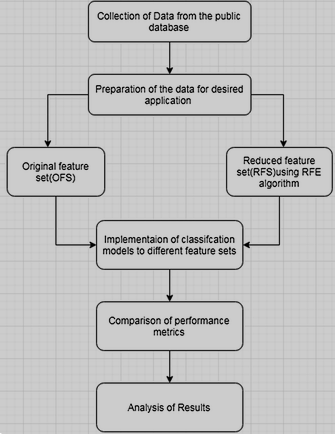 Collection of Data from the public
database
Preparation of the data for desired
application
Original feature
set(OFS)
Reduced feature
set(RFS)using RFE
algorithm
Implementaion of classifcation
models to different feature sets
Comparison of performance
metrics
Analysis of Results